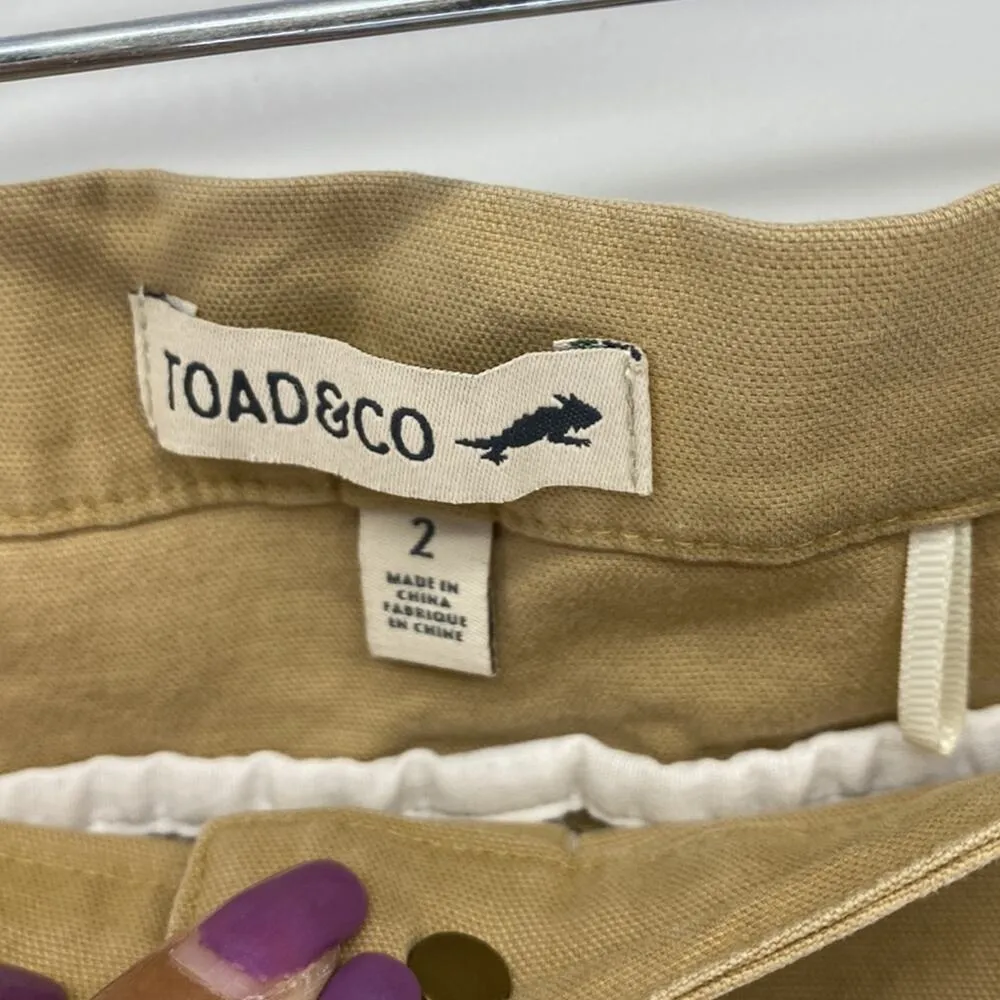 TOAD&CO
2
MADE IN
CHINA
FABRIQUE
EN CHINE